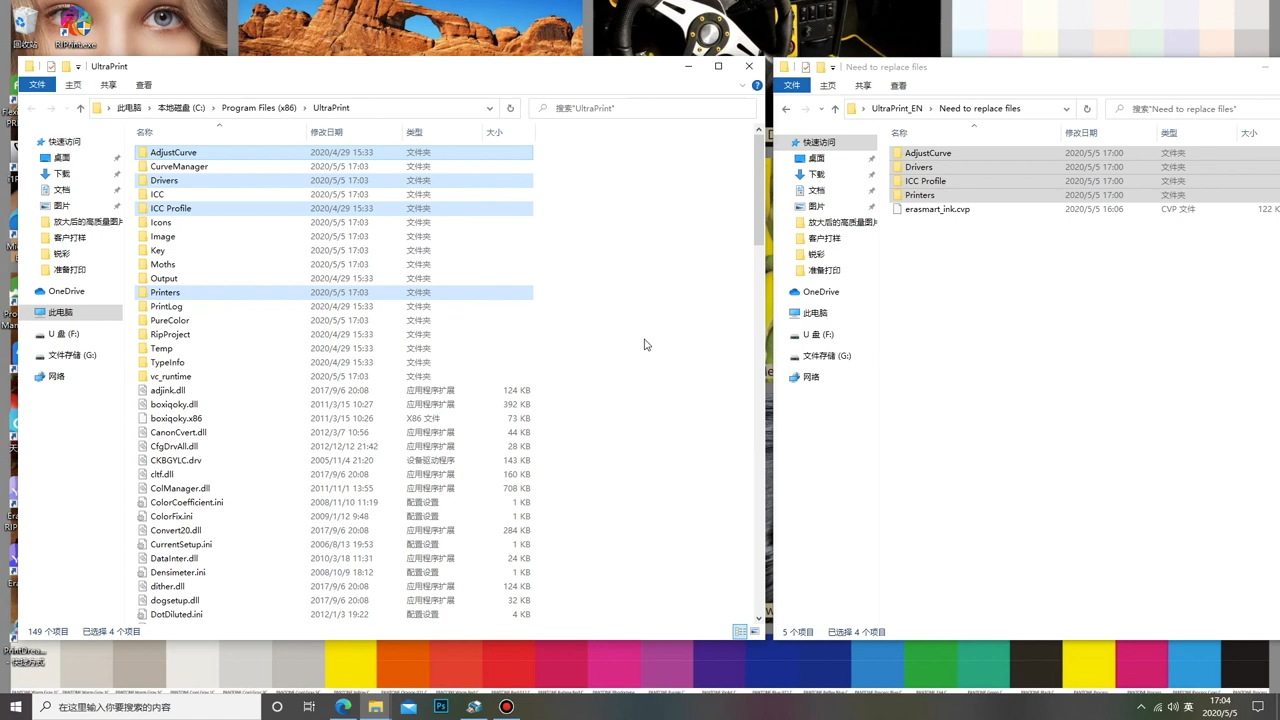 回收站
RIPrint.exe
UltraPrint
文件
主页
共享
查看
此电脑
本地磁盘 (C:)
Program Files (x86)
UltraPrint
搜索"UltraPrint"
快速访问
桌面
下载
文档
图片
放大后的高质量图片
客户打样
锐彩
准备打印
OneDrive
此电脑
U 盘 (F:)
文件存储 (G:)
网络
名称 修改日期 类型 大小
AdjustCurve 2020/4/29 15:33 文件夹
CurveManager 2020/5/5 17:03 文件夹
Drivers 2020/5/5 17:03 文件夹
ICC 2020/5/5 17:03 文件夹
ICC Profile 2020/4/29 15:33 文件夹
Icons 2020/5/5 17:03 文件夹
Image 2020/5/5 17:03 文件夹
Key 2020/5/5 17:03 文件夹
Moths 2020/5/5 17:03 文件夹
Output 2020/4/29 15:33 文件夹
Printers 2020/5/5 17:03 文件夹
PrintLog 2020/4/29 15:33 文件夹
PureColor 2020/5/5 17:03 文件夹
RipProject 2020/4/29 15:33 文件夹
Temp 2020/4/29 15:33 文件夹
TypeInfo 2020/4/29 15:33 文件夹
vc_runtime 2020/5/5 17:03 文件夹
adjink.dll 2017/9/6 20:08 应用程序扩展 124 KB
boxiqoky.dll 2011/3/15 10:27 应用程序扩展 392 KB
boxiqoky.x86 2011/3/15 10:26 X86 文件 73 KB
CanonCvert.dll 2012/3/7 10:56 应用程序扩展 44 KB
CfgDrvAll.dll 2012/12/12 21:42 应用程序扩展 28 KB
CKBGYLC.drv 2005/11/4 21:20 设备驱动程序 143 KB
cltf.dll 2017/9/6 20:08 应用程序扩展 160 KB
ColManager.dll 2011/11/1 13:55 应用程序扩展 708 KB
ColorCoefficient.ini 2008/11/10 11:19 配置设置 1 KB
ColorFix.ini 2009/1/12 9:48 配置设置 1 KB
Convert20.dll 2017/9/6 20:08 应用程序扩展 284 KB
CurrentSetup.ini 2006/8/13 19:53 配置设置 1 KB
DataInter.dll 2010/3/18 11:31 应用程序扩展 24 KB
Densimeter.ini 2008/10/9 18:12 配置设置 1 KB
dither.dll 2017/9/6 20:08 应用程序扩展 124 KB
dogsetup.dll 2017/9/6 20:08 应用程序扩展 32 KB
DotDiluted.ini 2012/1/3 19:22 配置设置 4 KB
149 个项目 已选择 4 个项目
Need to replace files
文件
主页
共享
查看
UltraPrint_EN
Need to replace files
搜索"Need to replace files"
快速访问
桌面
下载
文档
图片
放大后的高质量图片
客户打样
锐彩
准备打印
OneDrive
此电脑
U 盘 (F:)
文件存储 (G:)
网络
名称 修改日期 类型 大小
AdjustCurve 2020/5/5 17:00 文件夹
Drivers 2020/5/5 17:00 文件夹
ICC Profile 2020/5/5 17:00 文件夹
Printers 2020/5/5 17:00 文件夹
erasmart_ink.cvp 2020/5/5 16:06 CVP 文件 122 K
5 个项目 已选择 4 个项目
在这里输入你要搜索的内容
英
17:04
2020/5/5